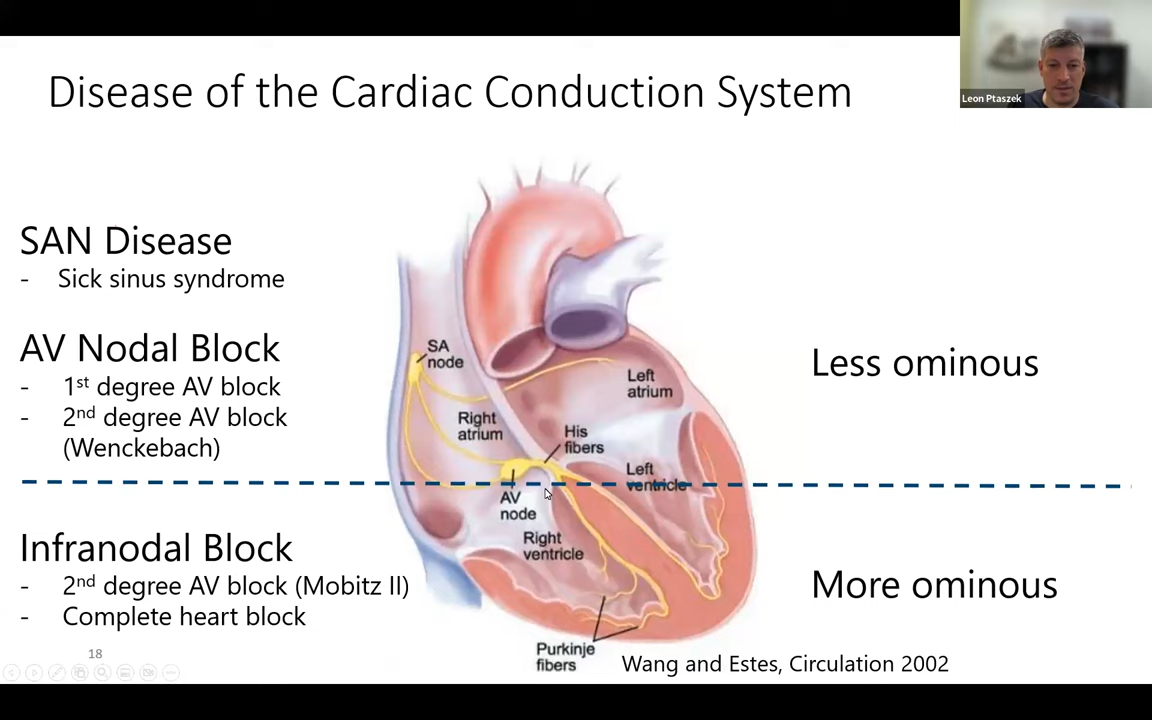 Disease of the Cardiac Conduction System
Leon Ptaszek
SAN Disease
- Sick sinus syndrome
AV Nodal Block
- 1st degree AV block
- 2nd degree AV block
(Wenckebach)
Less ominous
SA
node
Left
atrium
Right
atrium
His
fibers
Left
ventricle
AV
node
Right
ventricle
Infranodal Block
- 2nd degree AV block (Mobitz II)
- Complete heart block
More ominous
Purkinje
fibers
Wang and Estes, Circulation 2002
18